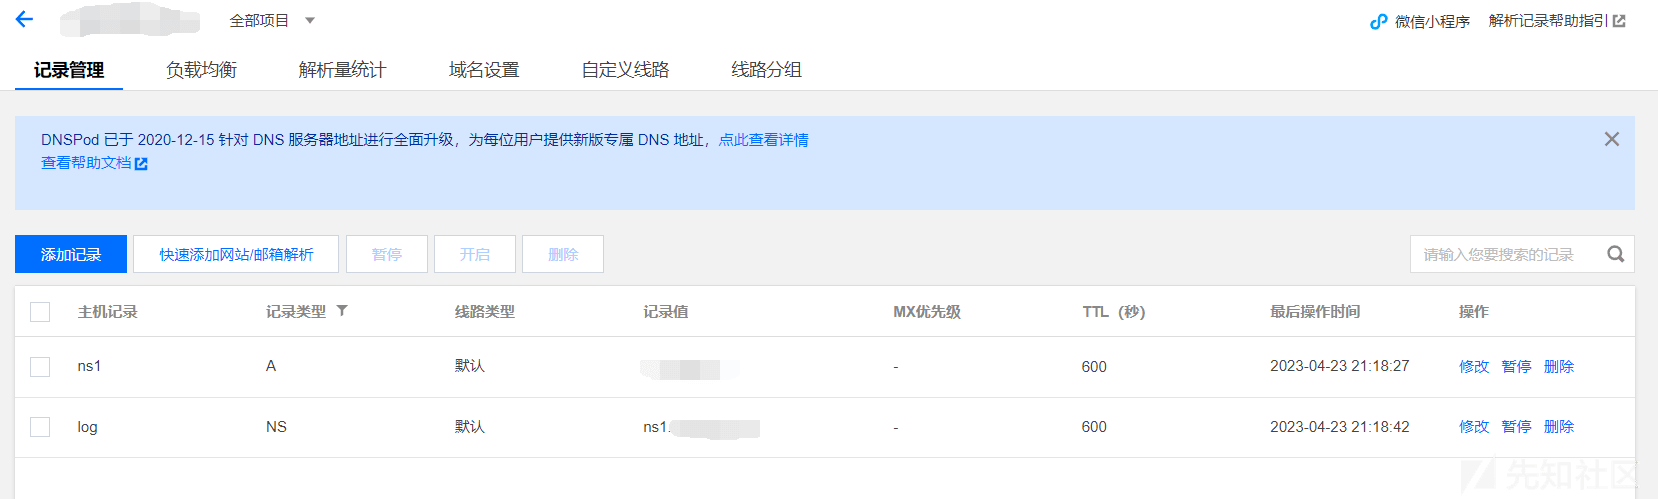 全部项目
微信小程序 解析记录帮助指引
记录管理 负载均衡 解析量统计 域名设置 自定义线路 线路分组
DNSPod 已于 2020-12-15 针对 DNS 服务器地址进行全面升级，为每位用户提供新版专属 DNS 地址，点此查看详情
查看帮助文档
添加记录 快速添加网站/邮箱解析 暂停 开启 删除 请输入您要搜索的记录
主机记录 记录类型 线路类型 记录值 MX优先级 TTL（秒） 最后操作时间 操作
ns1 A 默认 - 600 2023-04-23 21:18:27 修改 暂停 删除
log NS 默认 ns1. - 600 2023-04-23 21:18:42 修改 暂停 删除
先知社区